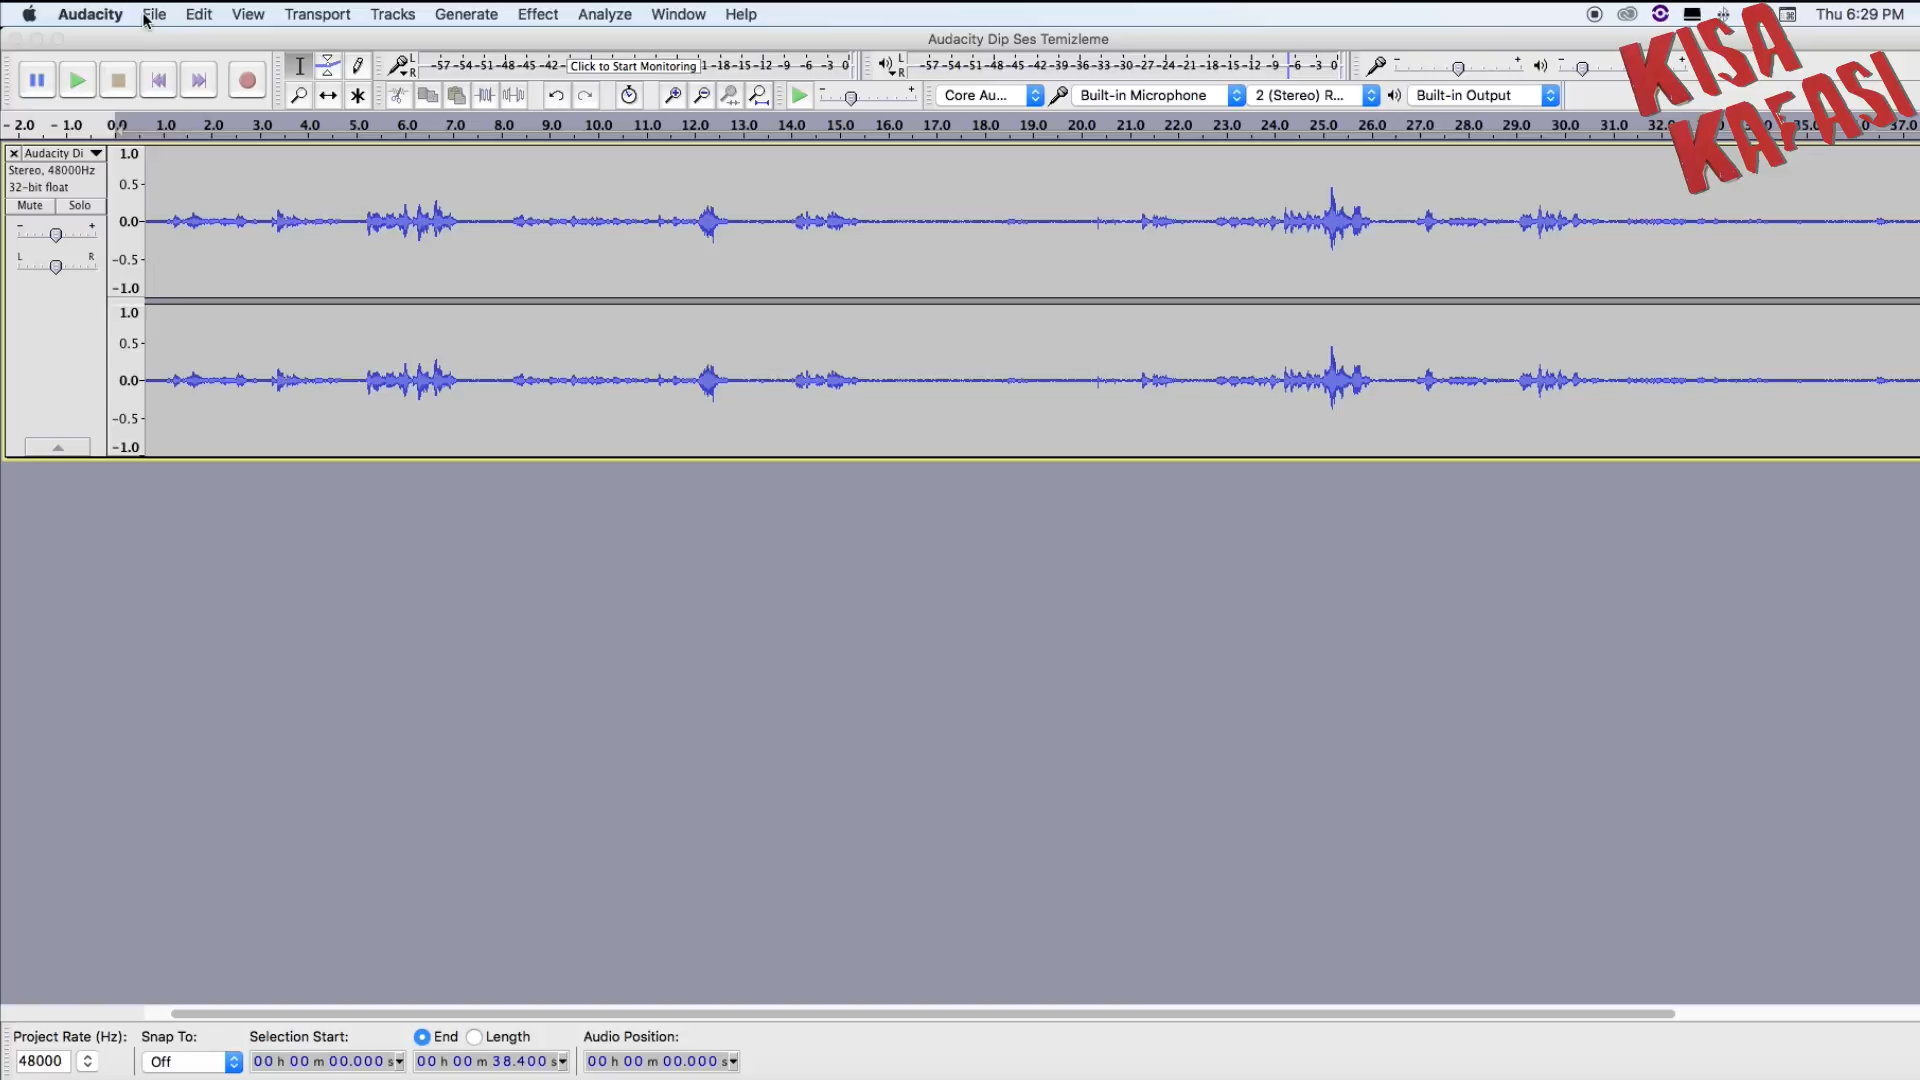 Audacity File Edit View Transport Tracks Generate Effect Analyze Window Help Thu 6:29 PM
Audacity Dip Ses Temizleme
L R -57 -54 -51 -48 -45 -42 - Click to Start Monitoring 1 -18 -15 -12 -9 -6 -3 0 L R -57 -54 -51 -48 -45 -42 -39 -36 -33 -30 -27 -24 -21 -18 -15 -12 -9 -6 -3 0 - + - +
- + Core Au... Built-in Microphone 2 (Stereo) R... Built-in Output
KISA
KAFASI
- 2.0 - 1.0 0.0 1.0 2.0 3.0 4.0 5.0 6.0 7.0 8.0 9.0 10.0 11.0 12.0 13.0 14.0 15.0 16.0 17.0 18.0 19.0 20.0 21.0 22.0 23.0 24.0 25.0 26.0 27.0 28.0 29.0 30.0 31.0 32.0 35.0 37.0
Audacity Di 1.0
Stereo, 48000Hz
32-bit float 0.5
Mute Solo
- + 0.0
L R -0.5
-1.0
1.0
0.5
0.0
-0.5
-1.0
Project Rate (Hz): Snap To: Selection Start: End Length Audio Position:
48000 Off 00 h 00 m 00.000 s 00 h 00 m 38.400 s 00 h 00 m 00.000 s